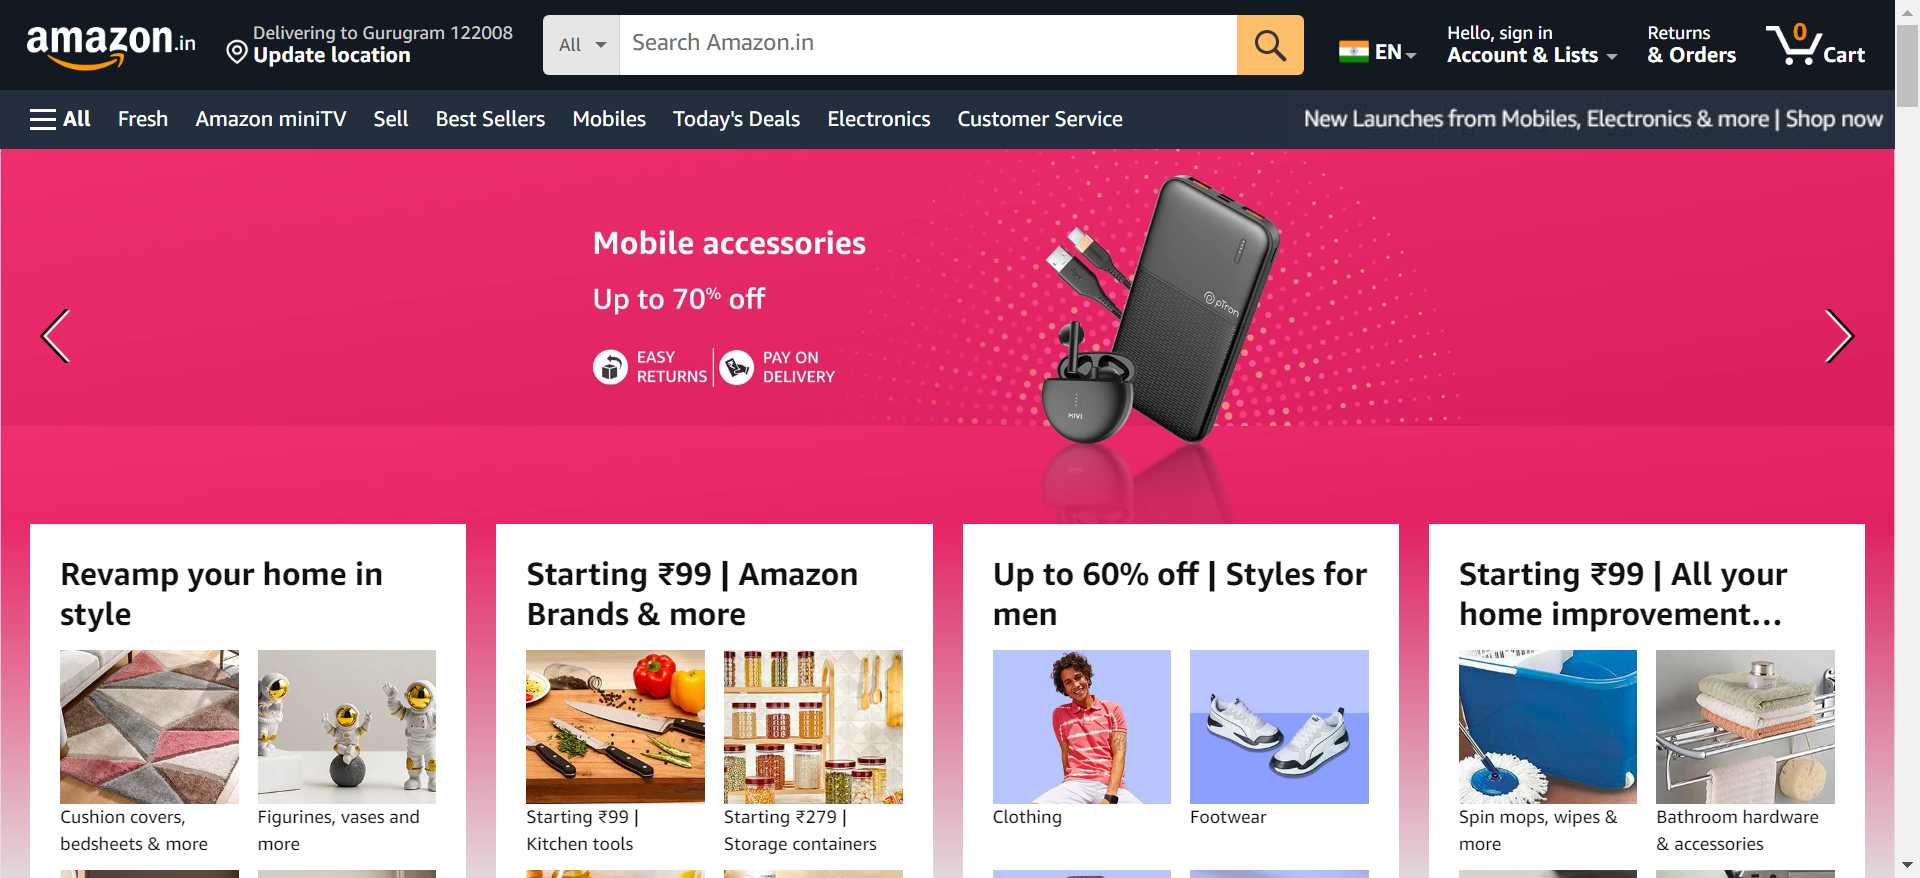 amazon.in
Delivering to Gurugram 122008
Update location
All
Search Amazon.in
EN
Hello, sign in
Account & Lists
Returns
& Orders
0
Cart
All
Fresh
Amazon miniTV
Sell
Best Sellers
Mobiles
Today's Deals
Electronics
Customer Service
New Launches from Mobiles, Electronics & more | Shop now
Mobile accessories
Up to 70% off
EASY
RETURNS
PAY ON
DELIVERY
pTron
MIVI
Revamp your home in
style
Cushion covers,
bedsheets & more
Figurines, vases and
more
Starting ₹99 | Amazon
Brands & more
Starting ₹99 |
Kitchen tools
Starting ₹279 |
Storage containers
Up to 60% off | Styles for
men
Clothing
Footwear
Starting ₹99 | All your
home improvement...
Spin mops, wipes &
more
Bathroom hardware
& accessories